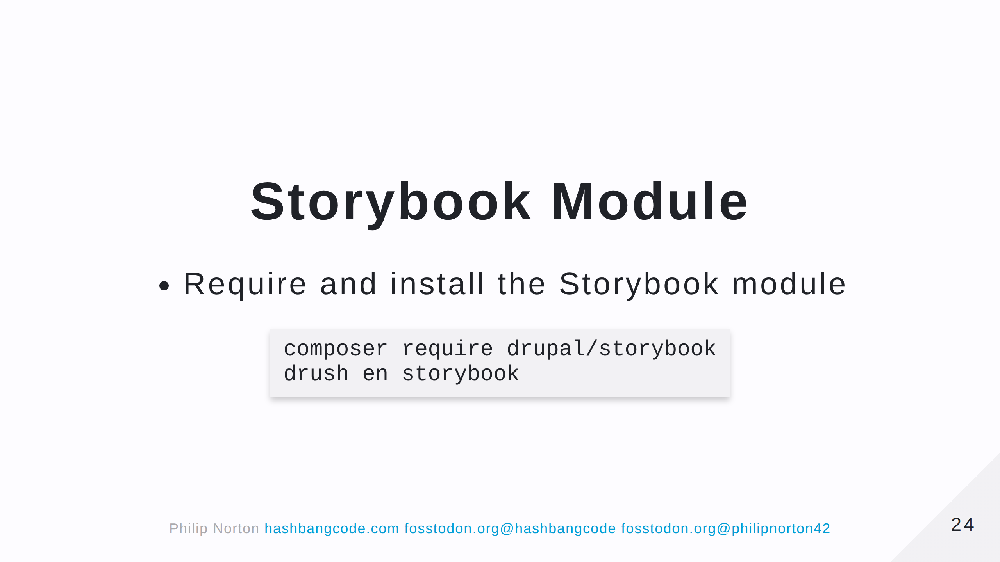 Storybook Module
• Require and install the Storybook module
composer require drupal/storybook
drush en storybook
Philip Norton hashbangcode.com fosstodon.org@hashbangcode fosstodon.org@philipnorton42
24